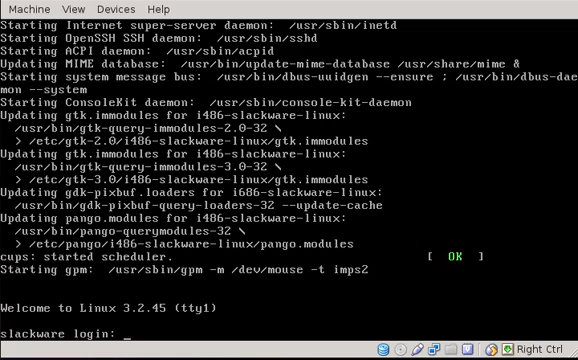 Machine View Devices Help
Starting Internet super-server daemon: /usr/sbin/inetd
Starting OpenSSH SSH daemon: /usr/sbin/sshd
Starting ACPI daemon: /usr/sbin/acpid
Updating MIME database: /usr/bin/update-mime-database /usr/share/mime &
Starting system message bus: /usr/bin/dbus-uuidgen --ensure ; /usr/bin/dbus-dae
mon --system
Starting ConsoleKit daemon: /usr/sbin/console-kit-daemon
Updating gtk.immodules for i486-slackware-linux:
/usr/bin/gtk-query-immodules-2.0-32 \
> /etc/gtk-2.0/i486-slackware-linux/gtk.immodules
Updating gtk.immodules for i486-slackware-linux:
/usr/bin/gtk-query-immodules-3.0-32 \
> /etc/gtk-3.0/i486-slackware-linux/gtk.immodules
Updating gdk-pixbuf.loaders for i686-slackware-linux:
/usr/bin/gdk-pixbuf-query-loaders-32 --update-cache
Updating pango.modules for i486-slackware-linux:
/usr/bin/pango-querymodules-32 \
> /etc/pango/i486-slackware-linux/pango.modules
cups: started scheduler. [ OK ]
Starting gpm: /usr/sbin/gpm -m /dev/mouse -t imps2
Welcome to Linux 3.2.45 (tty1)
slackware login: _
Right Ctrl